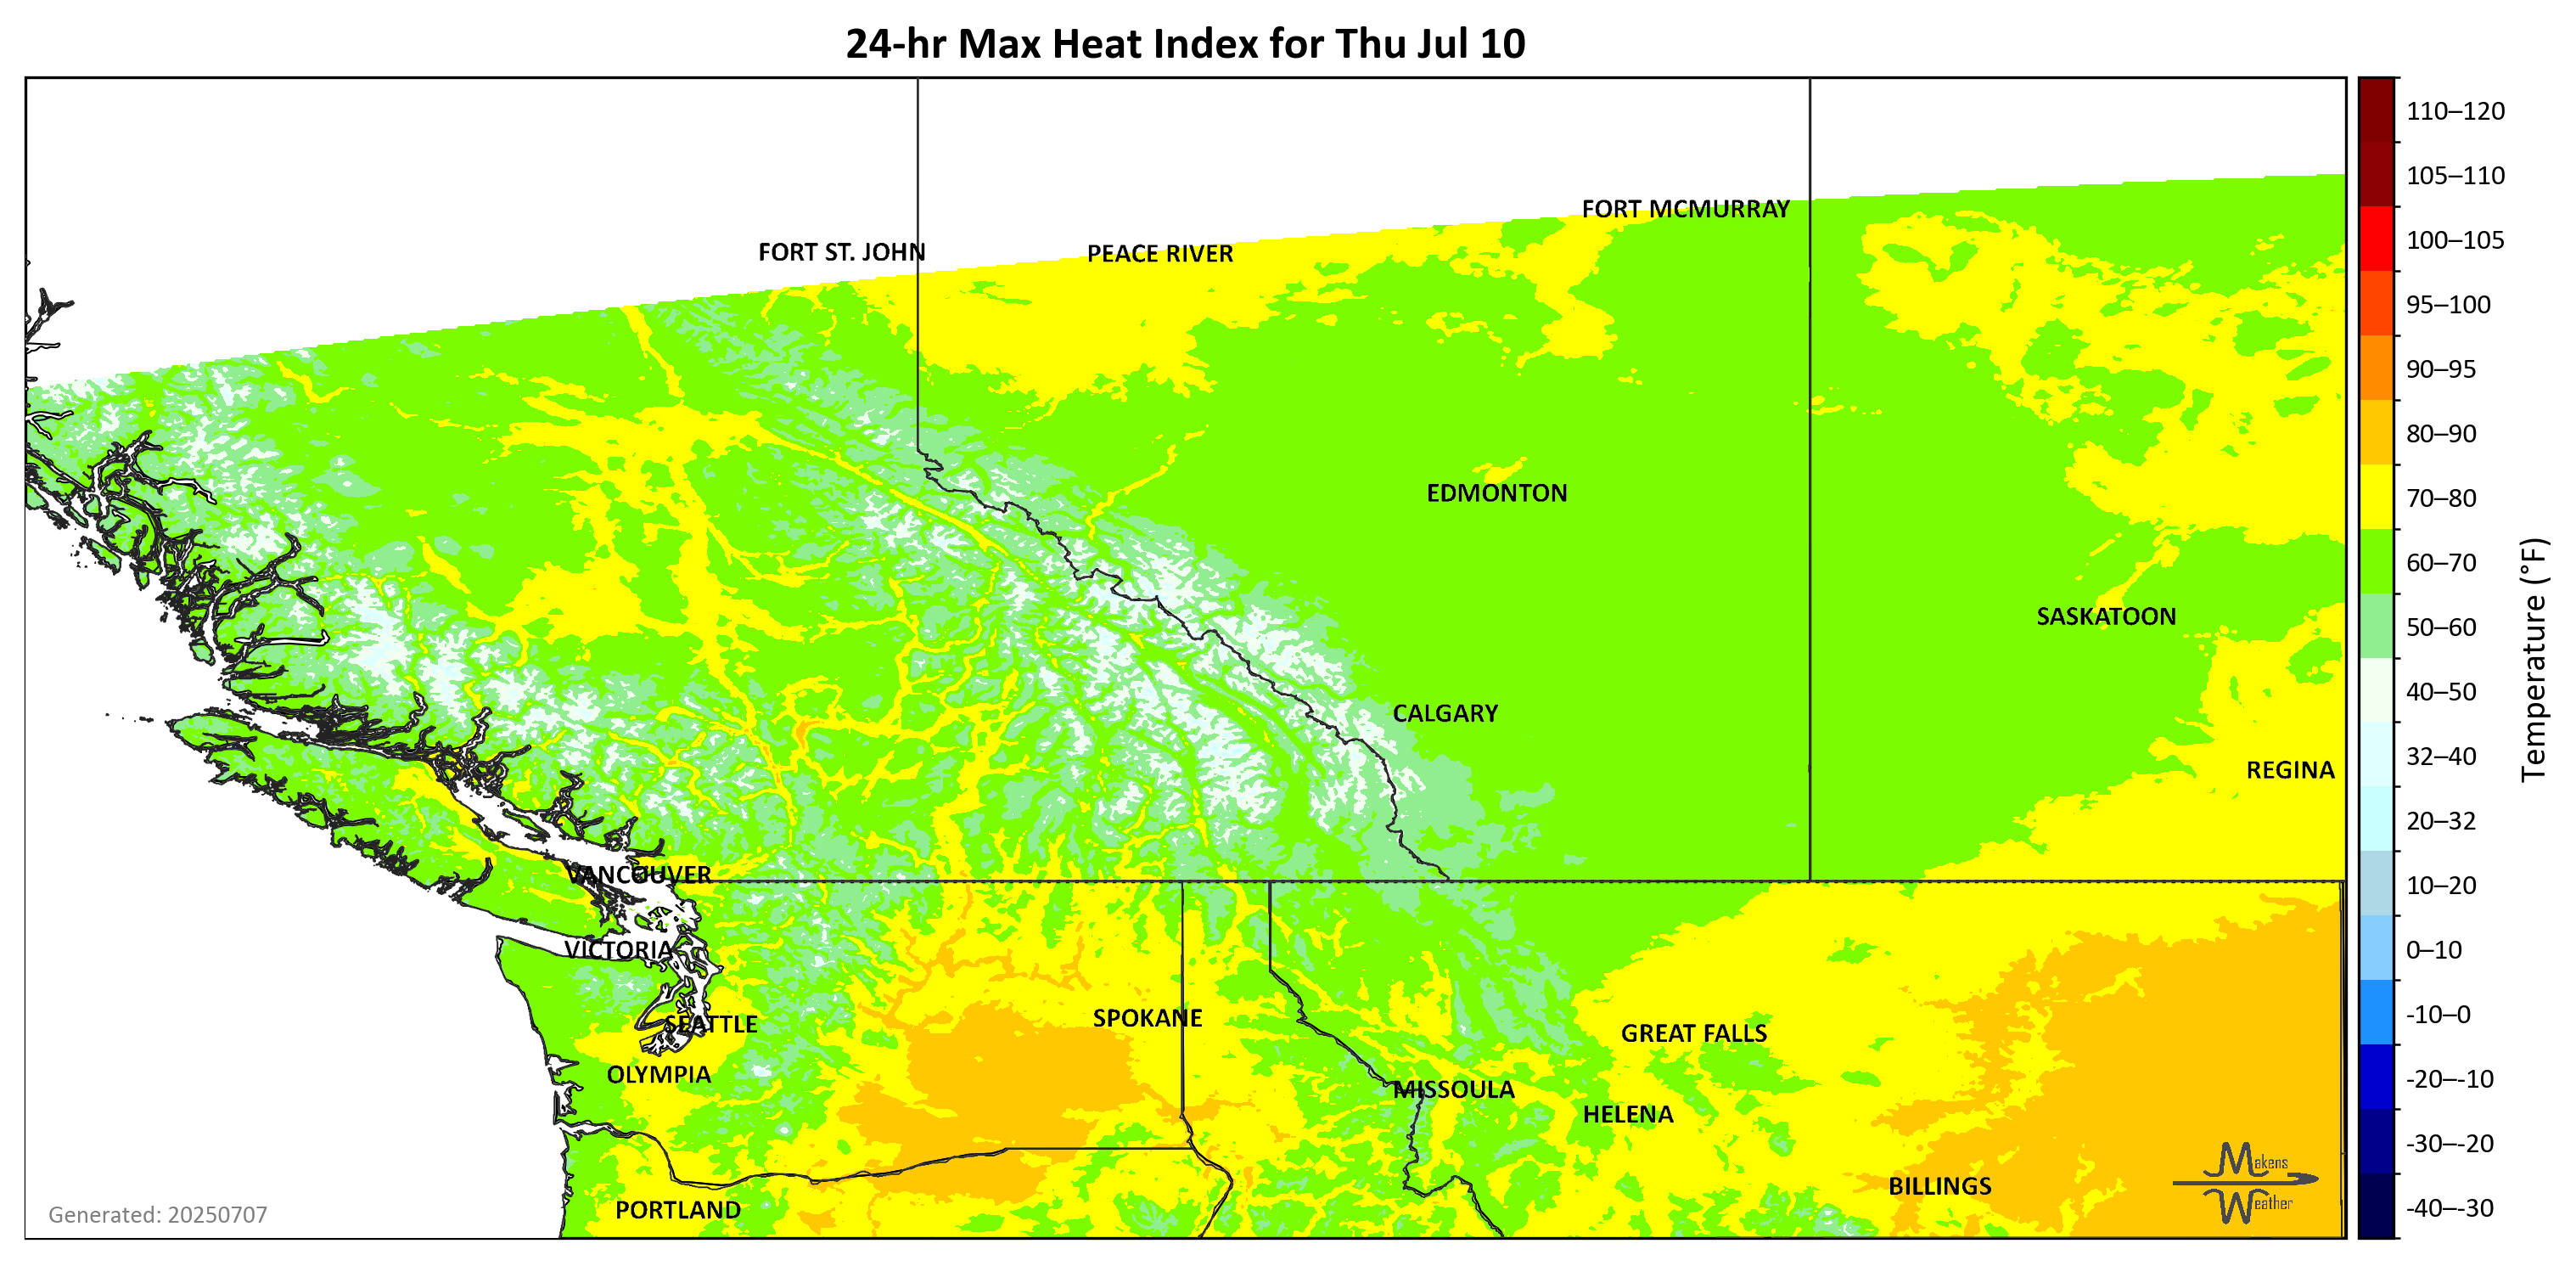 24-hr Max Heat Index for Thu Jul 10
FORT MCMURRAY
FORT ST. JOHN
PEACE RIVER
EDMONTON
SASKATOON
CALGARY
REGINA
VANCOUVER
VICTORIA
SEATTLE
SPOKANE
GREAT FALLS
OLYMPIA
MISSOULA
HELENA
BILLINGS
PORTLAND
Makens
Weather
Generated: 20250707
110–120
105–110
100–105
95–100
90–95
80–90
70–80
60–70
50–60
40–50
32–40
20–32
10–20
0–10
-10–0
-20–-10
-30–-20
-40–-30
Temperature (°F)